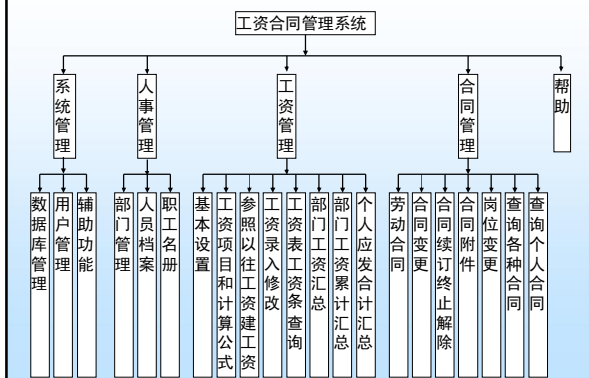 工资合同管理系统
系统管理
人事管理
工资管理
合同管理
帮助
数据库管理
用户管理
辅助功能
部门管理
人员档案
职工名册
基本设置
工资项目和计算公式
参照以往工资建工资
工资录入修改
工资表工资条查询
部门工资汇总
部门工资累计汇总
个人应发合计汇总
劳动合同
合同变更
合同续订终止解除
合同附件
岗位变更
查询各种合同
查询个人合同